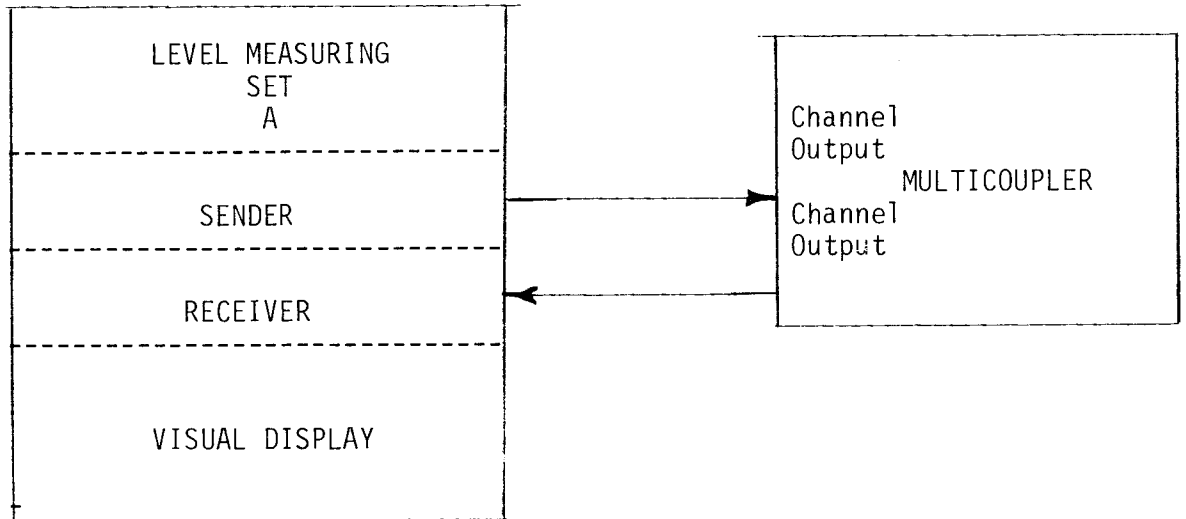 LEVEL MEASURING
SET
A
SENDER
RECEIVER
VISUAL DISPLAY
Channel
Output
MULTICOUPLER
Channel
Output